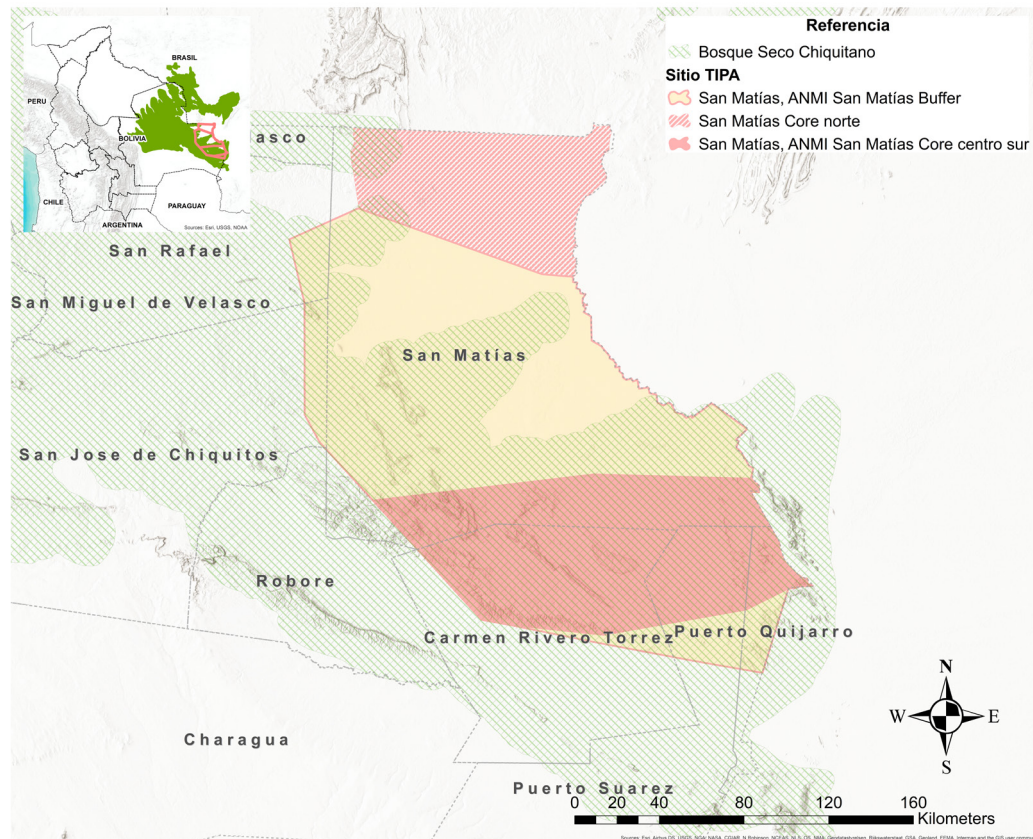 Referencia
Bosque Seco Chiquitano
Sitio TIPA
San Matías, ANMI San Matías Buffer
San Matías Core norte
San Matías, ANMI San Matías Core centro sur
BRASIL
PERU
BOLIVIA
CHILE
PARAGUAY
ARGENTINA
Sources: Esri, USGS, NOAA
asco
San Rafael
San Miguel de Velasco
San Matías
San Jose de Chiquitos
Robore
Carmen Rivero Torrez
Puerto Quijarro
Charagua
Puerto Suarez
N
W
E
S
0 20 40 80 120 160
Kilometers